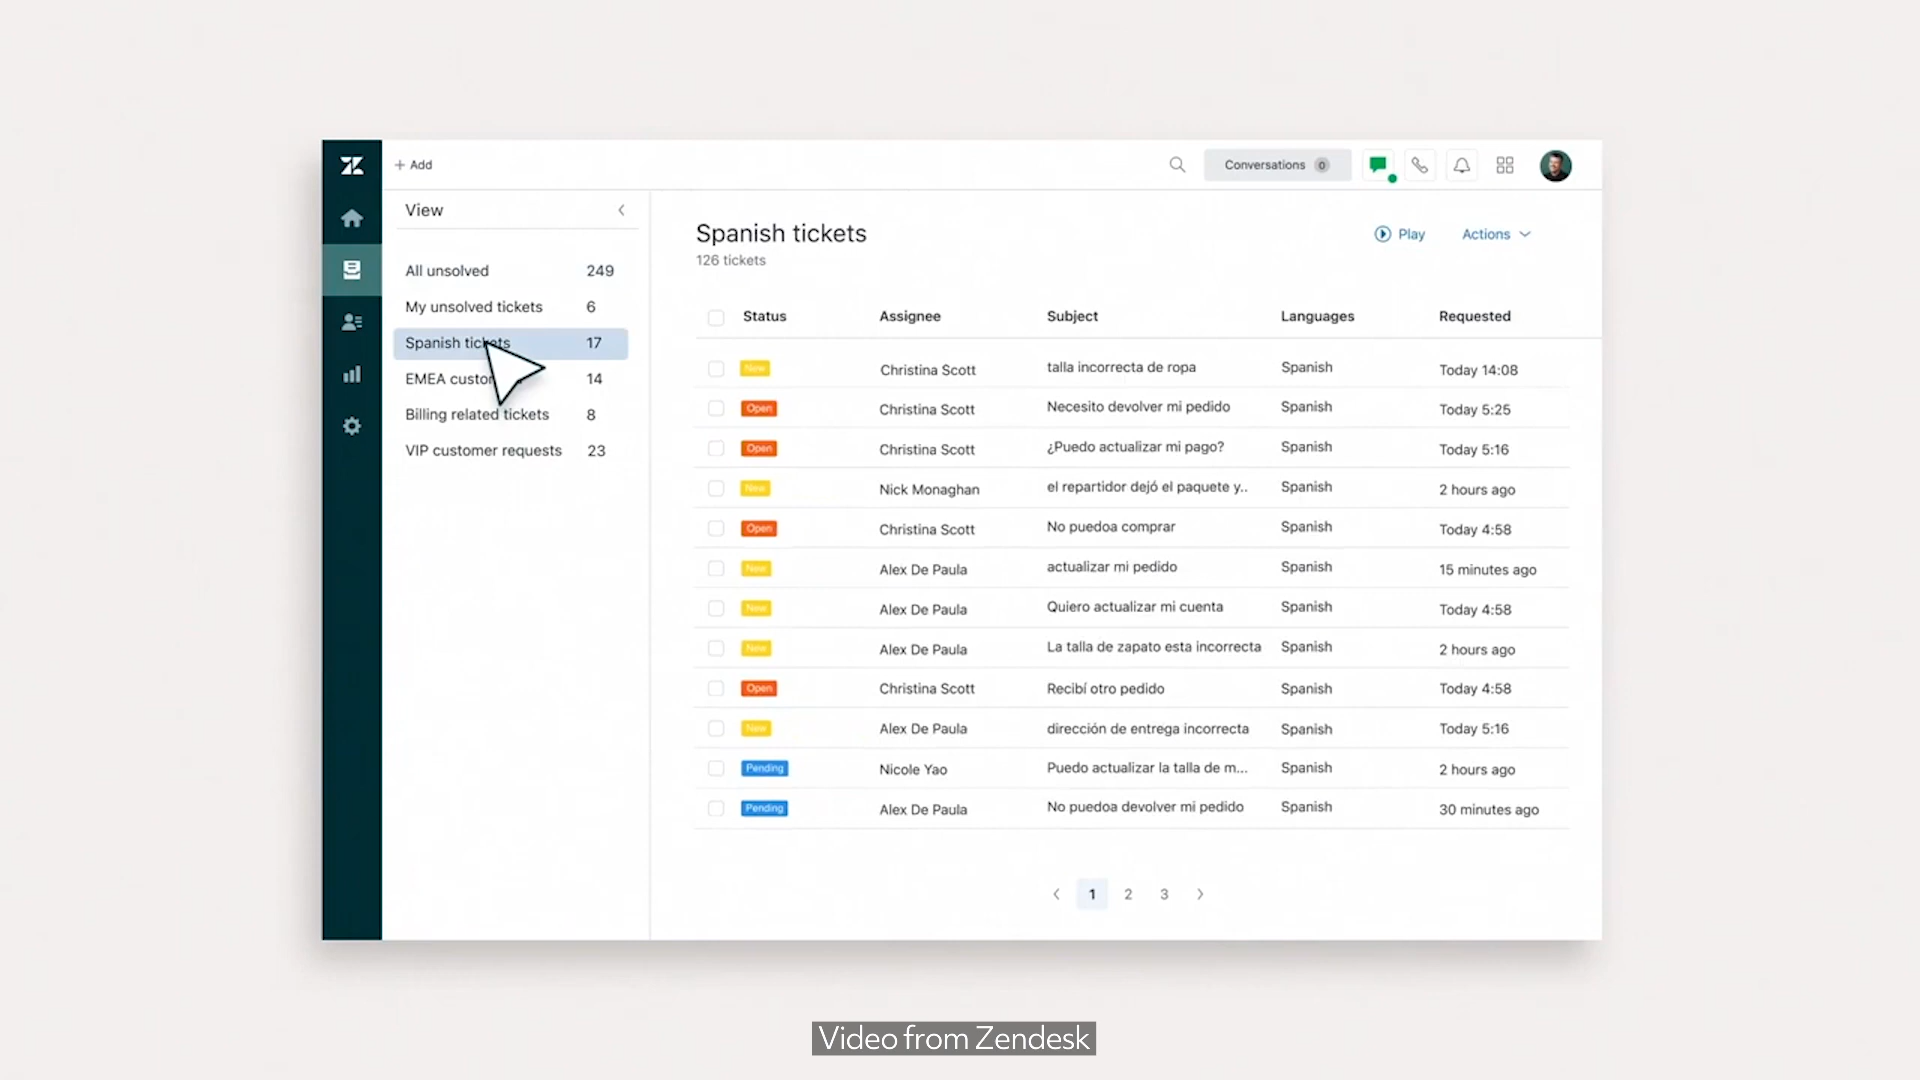 + Add
Conversations 0
View
All unsolved 249
My unsolved tickets 6
Spanish tickets 17
EMEA custo
Billing related tickets 8
VIP customer requests 23
14
Spanish tickets
126 tickets
Play
Actions
Status Assignee Subject Languages Requested
New Christina Scott talla incorrecta de ropa Spanish Today 14:08
Open Christina Scott Necesito devolver mi pedido Spanish Today 5:25
Open Christina Scott ¿Puedo actualizar mi pago? Spanish Today 5:16
New Nick Monaghan el repartidor dejó el paquete y.. Spanish 2 hours ago
Open Christina Scott No puedoa comprar Spanish Today 4:58
New Alex De Paula actualizar mi pedido Spanish 15 minutes ago
New Alex De Paula Quiero actualizar mi cuenta Spanish Today 4:58
New Alex De Paula La talla de zapato esta incorrecta Spanish 2 hours ago
Open Christina Scott Recibí otro pedido Spanish Today 4:58
New Alex De Paula dirección de entrega incorrecta Spanish Today 5:16
Pending Nicole Yao Puedo actualizar la talla de m... Spanish 2 hours ago
Pending Alex De Paula No puedoa devolver mi pedido Spanish 30 minutes ago
1 2 3
Video from Zendesk